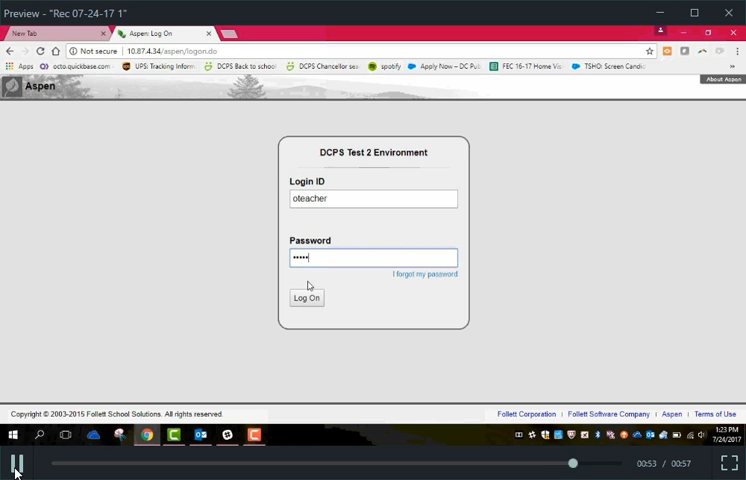 Preview - "Rec 07-24-17 1"
New Tab
Aspen: Log On
Not secure
10.87.4.34/aspen/logon.do
Apps
octo.quickbase.com
UPS: Tracking Inform
DCPS Back to school
DCPS Chancellor sea
spotify
Apply Now – DC Pu
FEC 16-17 Home Vis
TSHO: Screen Candi
»
Aspen
About Aspen
DCPS Test 2 Environment
Login ID
oteacher
Password
•••••
I forgot my password
Log On
Copyright © 2003-2015 Follett School Solutions. All rights reserved.
Follett Corporation | Follett Software Company | Aspen | Terms of Use
1:23 PM
7/24/2017
00:53 / 00:57